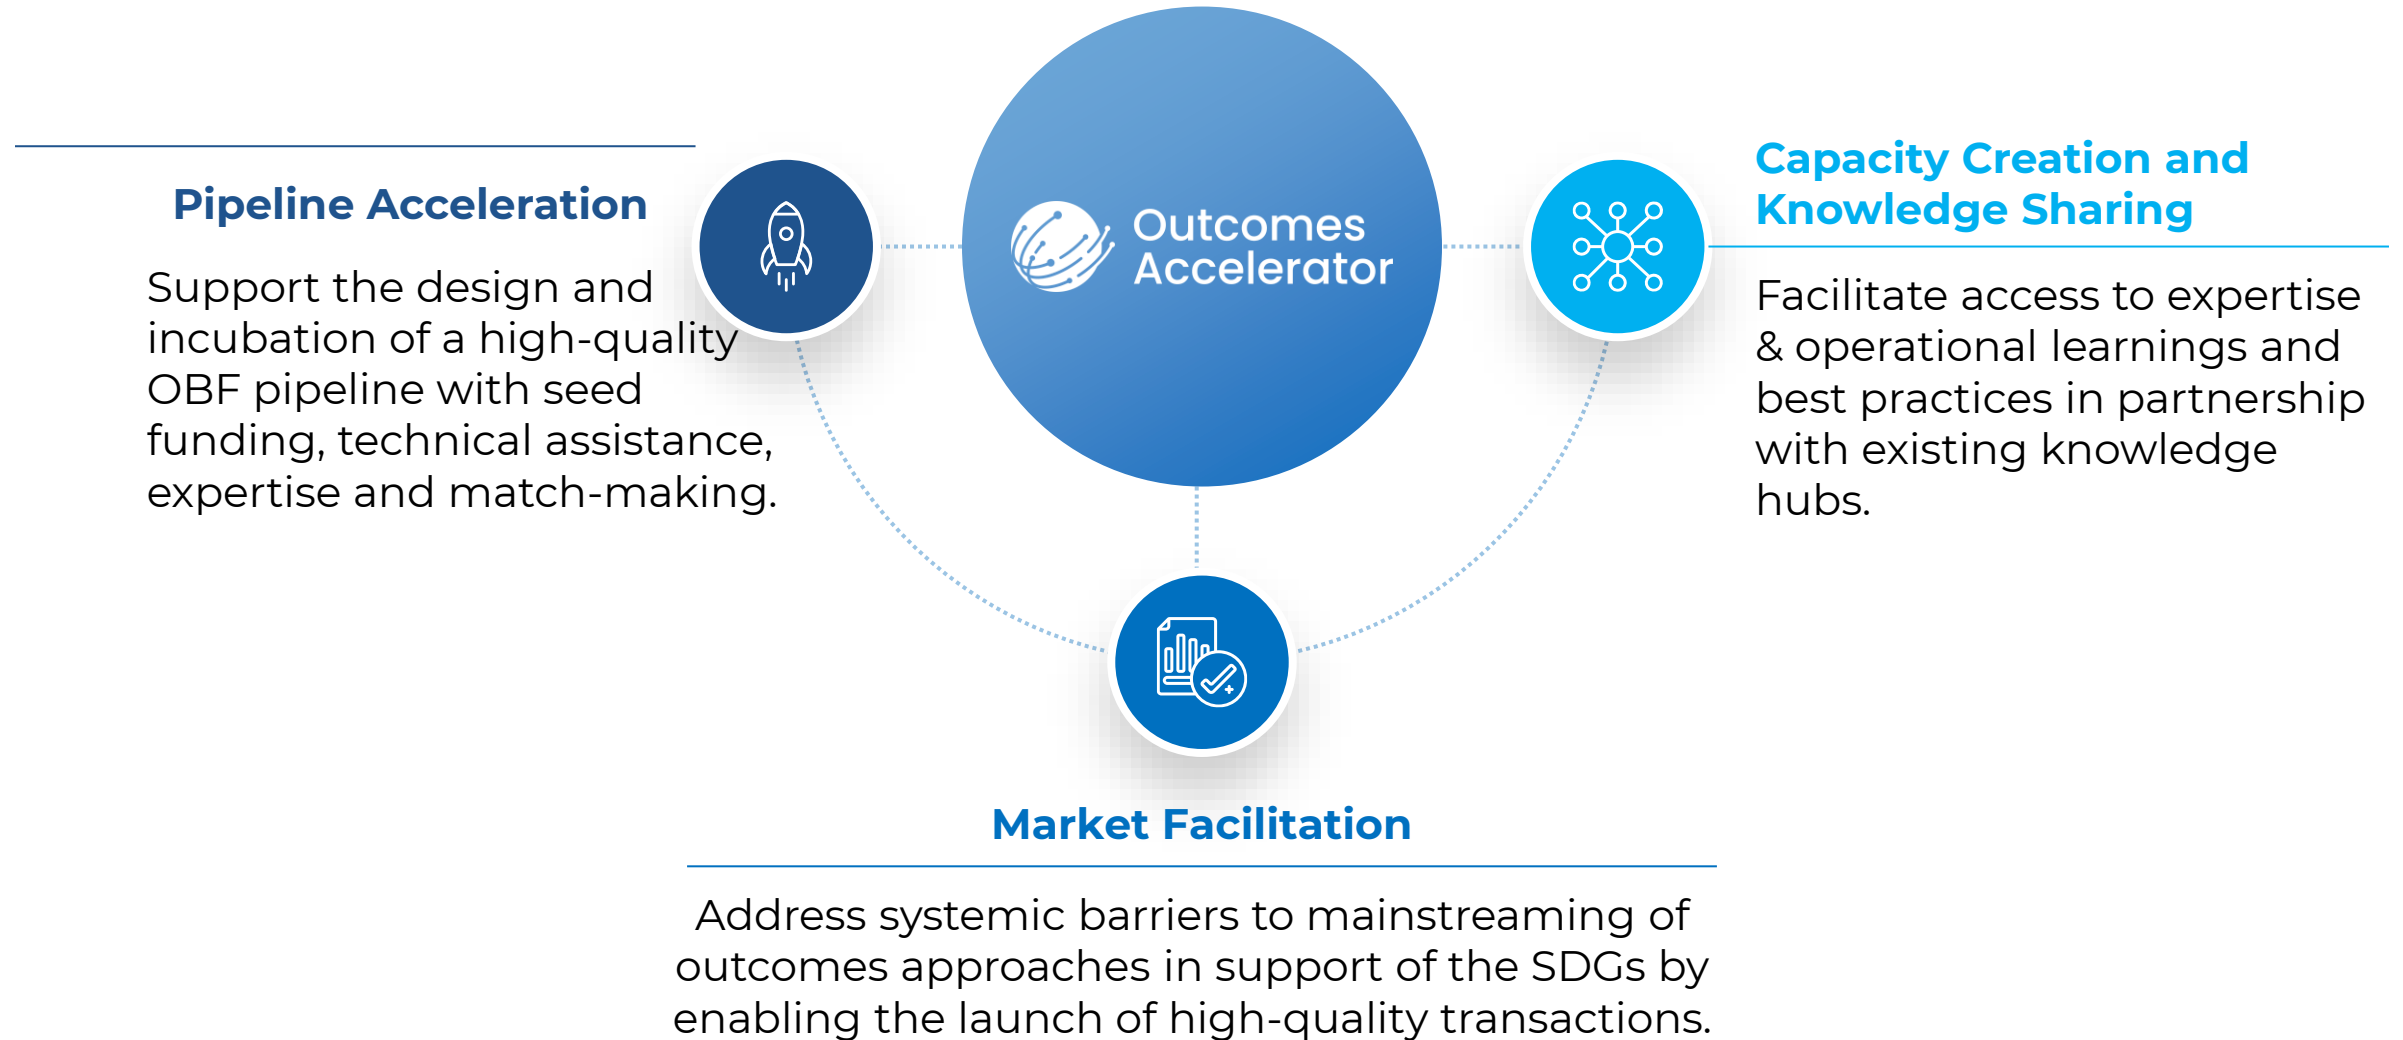 Outcomes
Accelerator
Pipeline Acceleration
Support the design and
incubation of a high-quality
OBF pipeline with seed
funding, technical assistance,
expertise and match-making.
Capacity Creation and
Knowledge Sharing
Facilitate access to expertise
& operational learnings and
best practices in partnership
with existing knowledge
hubs.
Market Facilitation
Address systemic barriers to mainstreaming of
outcomes approaches in support of the SDGs by
enabling the launch of high-quality transactions.